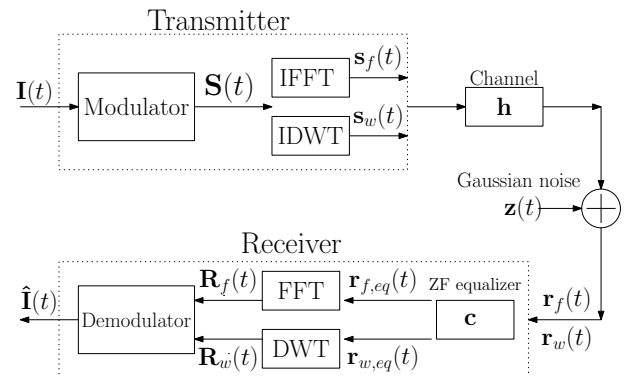 Transmitter
I(t)
Modulator
S(t)
IFFT
s_f(t)
IDWT
s_w(t)
Channel
h
Gaussian noise
z(t)
Receiver
Î(t)
Demodulator
R_f(t)
FFT
r_{f,eq}(t)
ZF equalizer
c
r_f(t)
R_w(t)
DWT
r_{w,eq}(t)
r_w(t)